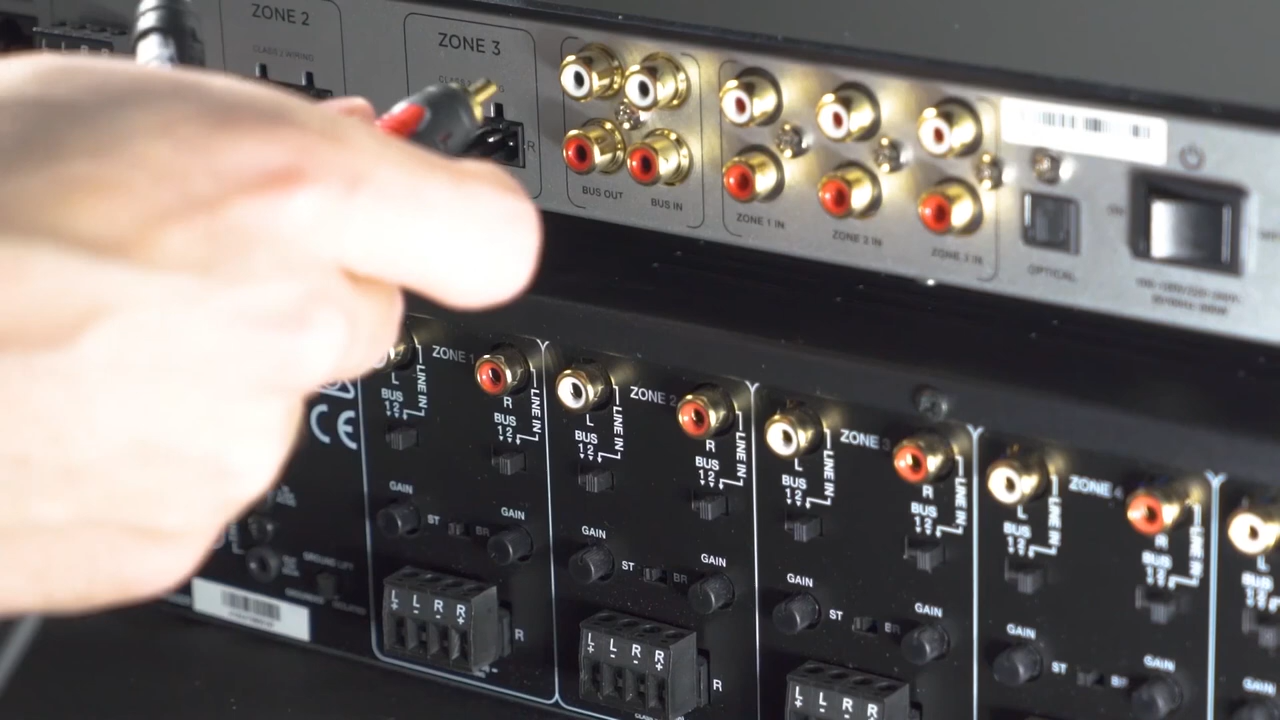 ZONE 2
ZONE 3
R
BUS OUT
BUS IN
ZONE 1 IN
ZONE 2 IN
ZONE 3 IN
OPTICAL
ZONE 1
L
BUS
1 2
LINE IN
R
BUS
1 2
LINE IN
GAIN
ST
BR
GAIN
L L R R
+ - - +
R
ZONE 2
L
BUS
1 2
LINE IN
R
BUS
1 2
LINE IN
GAIN
ST
BR
GAIN
L L R R
+ - - +
R
ZONE 3
L
BUS
1 2
LINE IN
R
BUS
1 2
LINE IN
GAIN
ST
BR
GAIN
L L R R
ZONE 4
L
BUS
1 2
LINE IN
R
BUS
1 2
LINE IN
GAIN
ST
BR
GAIN
L
BUS
GAIN
CE
GROUND LIFT